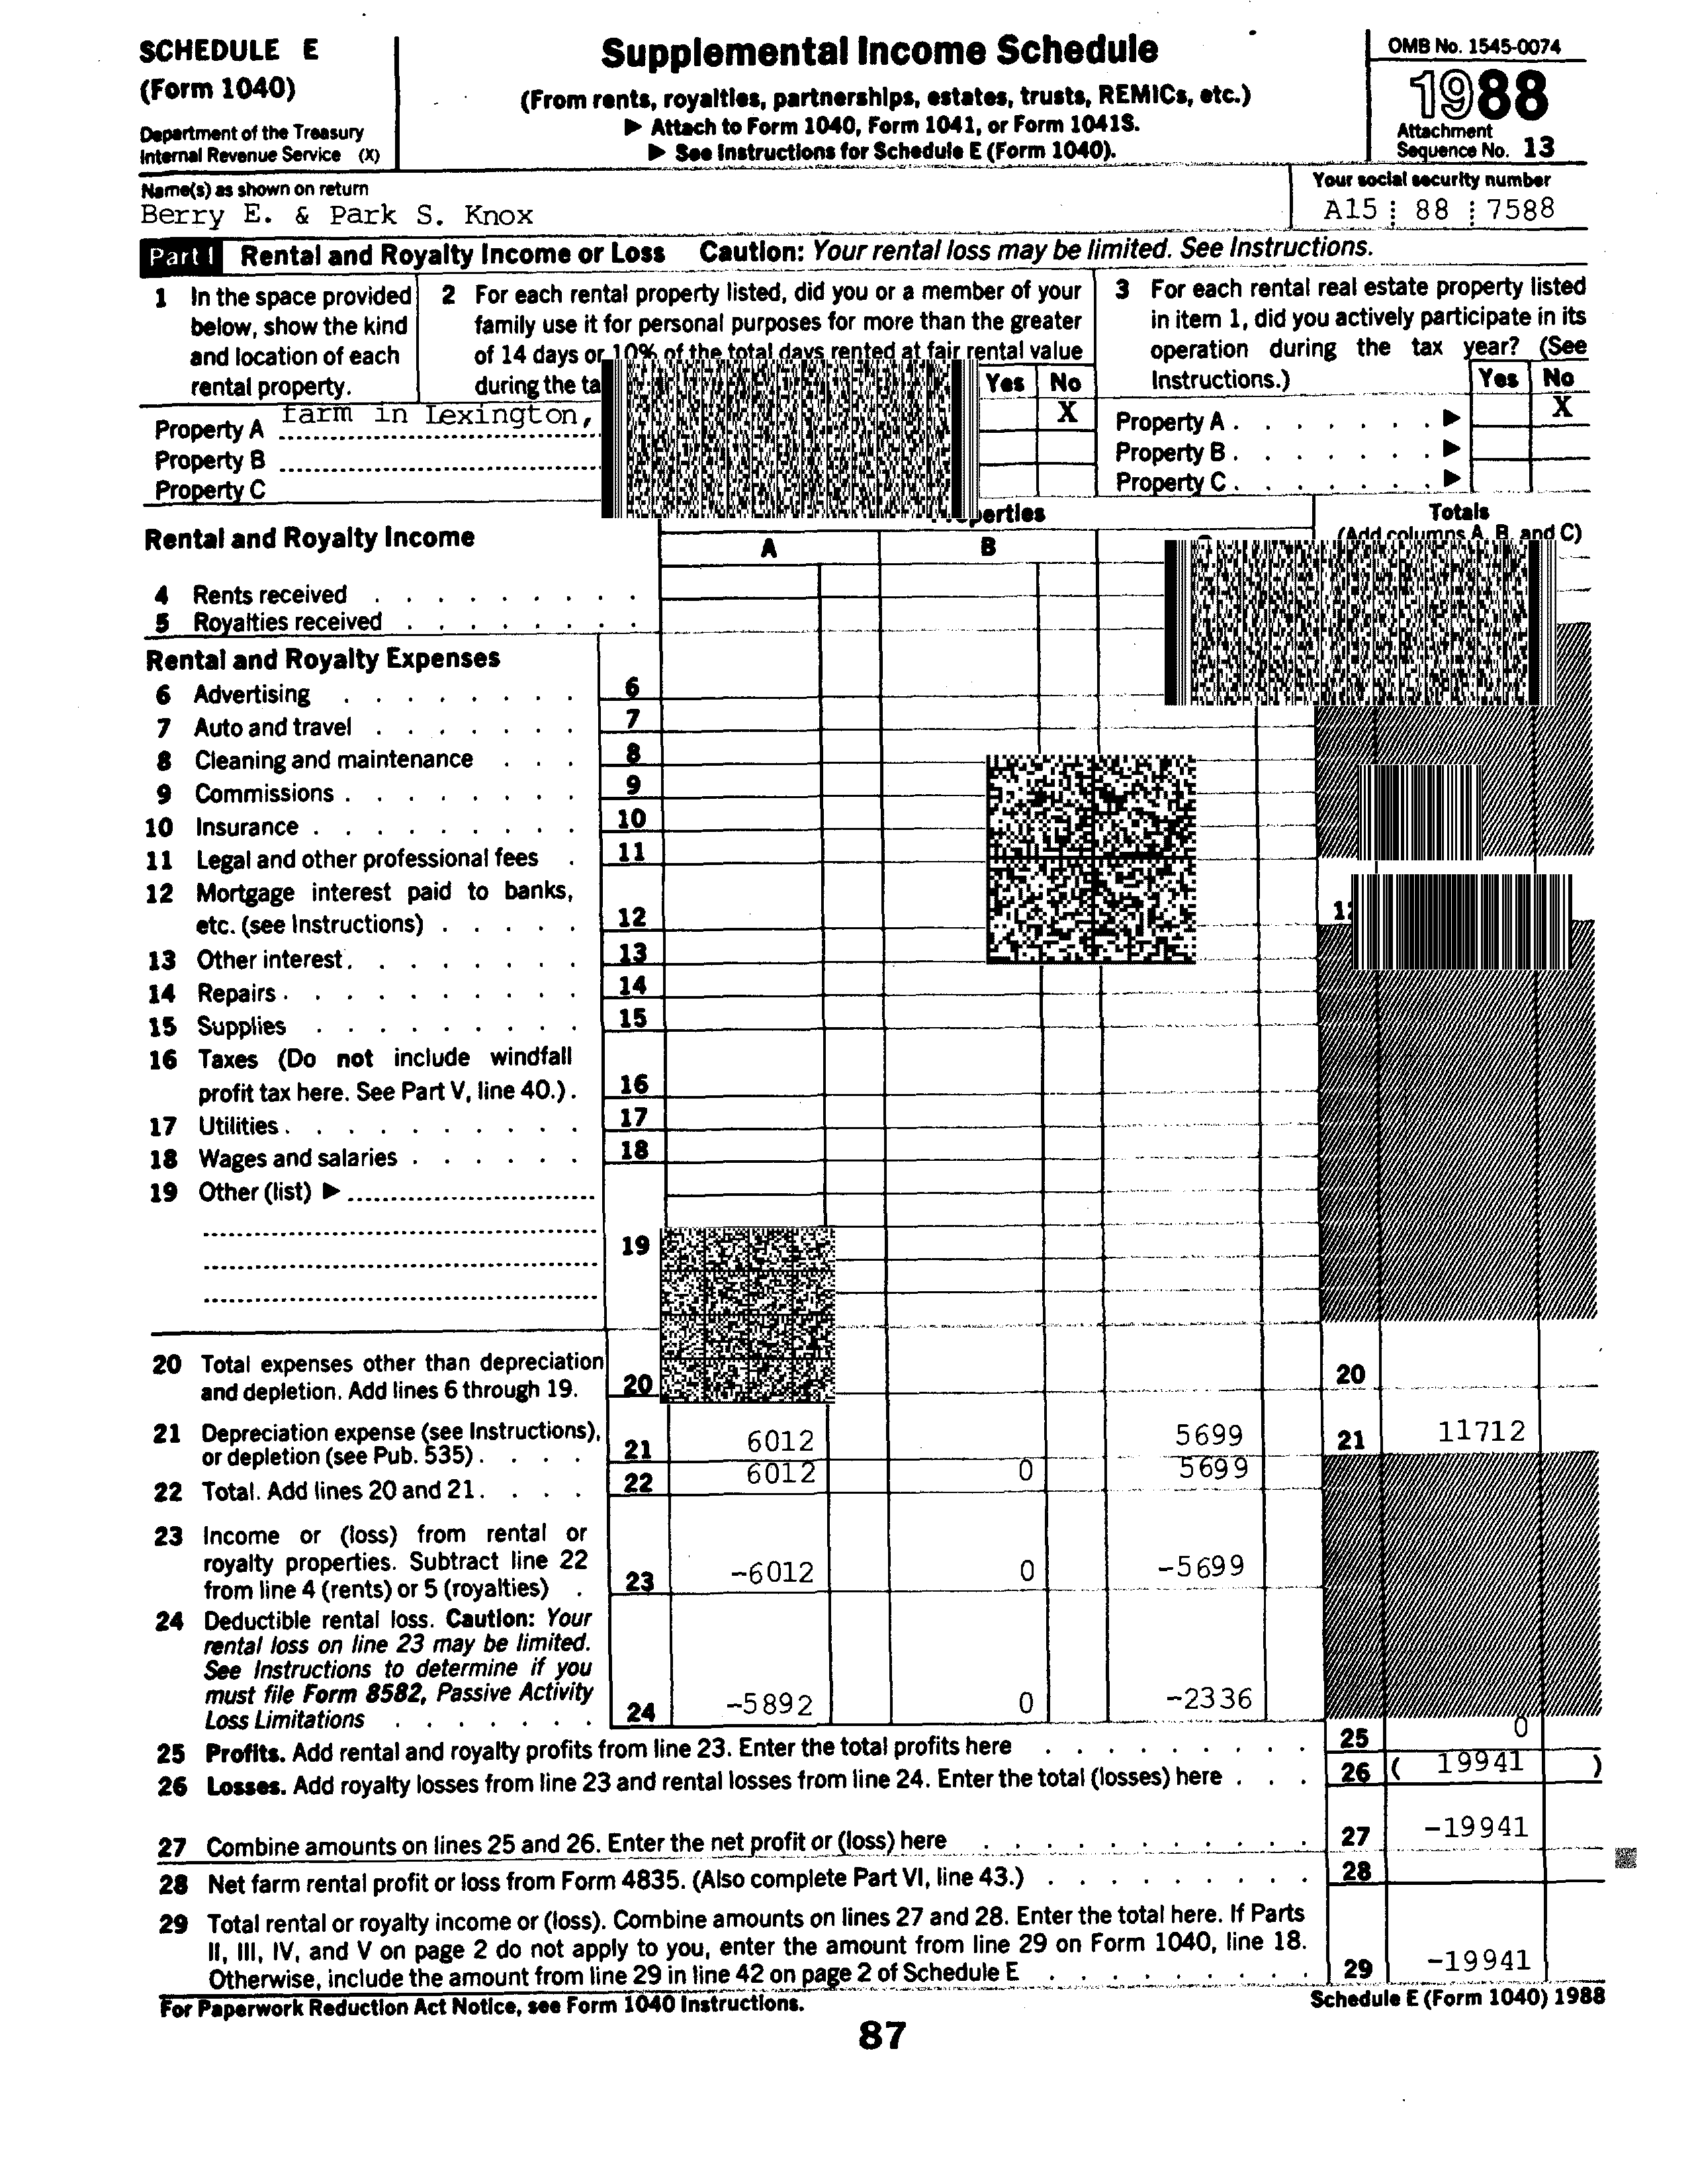 SCHEDULE E
(Form 1040)
Department of the Treasury
Internal Revenue Service (X)
Supplemental Income Schedule
(From rents, royalties, partnerships, estates, trusts, REMICs, etc.)
▶ Attach to Form 1040, Form 1041, or Form 1041S.
▶ See Instructions for Schedule E (Form 1040).
OMB No. 1545-0074
1988
Attachment
Sequence No. 13
Name(s) as shown on return
Berry E. & Park S. Knox
Your social security number
A15 88 7588
Part I Rental and Royalty Income or Loss Caution: Your rental loss may be limited. See Instructions.
1 In the space provided
below, show the kind
and location of each
rental property.
2 For each rental property listed, did you or a member of your
family use it for personal purposes for more than the greater
of 14 days or 10% of the total days rented at fair rental value
during the
Yes No
3 For each rental real estate property listed
in item 1, did you actively participate in its
operation during the tax year? (See
Instructions.)
Yes No
Property A farm in Lexington, X
Property B
Property C
Property A . . . . . . . ▶ X
Property B . . . . . . . ▶
Property C . . . . . . . ▶
Rental and Royalty Income
A B
Totals
(Add columns A, B, and C)
4 Rents received . . . . . . . . .
5 Royalties received . . . . . . . .
Rental and Royalty Expenses
6 Advertising . . . . . . . . 6
7 Auto and travel . . . . . . . 7
8 Cleaning and maintenance . . . 8
9 Commissions . . . . . . . . 9
10 Insurance . . . . . . . . . 10
11 Legal and other professional fees . 11
12 Mortgage interest paid to banks,
etc. (see Instructions) . . . . . 12
13 Other interest . . . . . . . . 13
14 Repairs . . . . . . . . . . 14
15 Supplies . . . . . . . . . 15
16 Taxes (Do not include windfall
profit tax here. See Part V, line 40.) . 16
17 Utilities . . . . . . . . . . 17
18 Wages and salaries . . . . . . 18
19 Other (list) ▶
19
20 Total expenses other than depreciation
and depletion. Add lines 6 through 19. 20 20
21 Depreciation expense (see Instructions),
or depletion (see Pub. 535) . . . . 21 6012 5699 21 11712
22 Total. Add lines 20 and 21 . . . . 22 6012 0 5699
23 Income or (loss) from rental or
royalty properties. Subtract line 22
from line 4 (rents) or 5 (royalties) . 23 -6012 0 -5699
24 Deductible rental loss. Caution: Your
rental loss on line 23 may be limited.
See Instructions to determine if you
must file Form 8582, Passive Activity
Loss Limitations . . . . . . . 24 -5892 0 -2336
25 Profits. Add rental and royalty profits from line 23. Enter the total profits here . . . . . . . . . 25 0
26 Losses. Add royalty losses from line 23 and rental losses from line 24. Enter the total (losses) here . . . 26 ( 19941 )
27 Combine amounts on lines 25 and 26. Enter the net profit or (loss) here . . . . . . . . . . . . 27 -19941
28 Net farm rental profit or loss from Form 4835. (Also complete Part VI, line 43.) . . . . . . . . . 28
29 Total rental or royalty income or (loss). Combine amounts on lines 27 and 28. Enter the total here. If Parts
II, III, IV, and V on page 2 do not apply to you, enter the amount from line 29 on Form 1040, line 18.
Otherwise, include the amount from line 29 in line 42 on page 2 of Schedule E . . . . . . . . . 29 -19941
For Paperwork Reduction Act Notice, see Form 1040 Instructions.
Schedule E (Form 1040) 1988
87